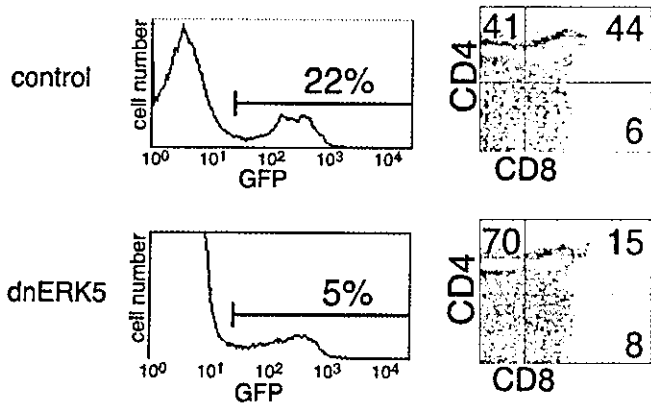 control
cell number
22%
10⁰ 10¹ 10² 10³ 10⁴
GFP
41 44
CD4
6
CD8
dnERK5
cell number
5%
10⁰ 10¹ 10² 10³ 10⁴
GFP
70 15
CD4
8
CD8